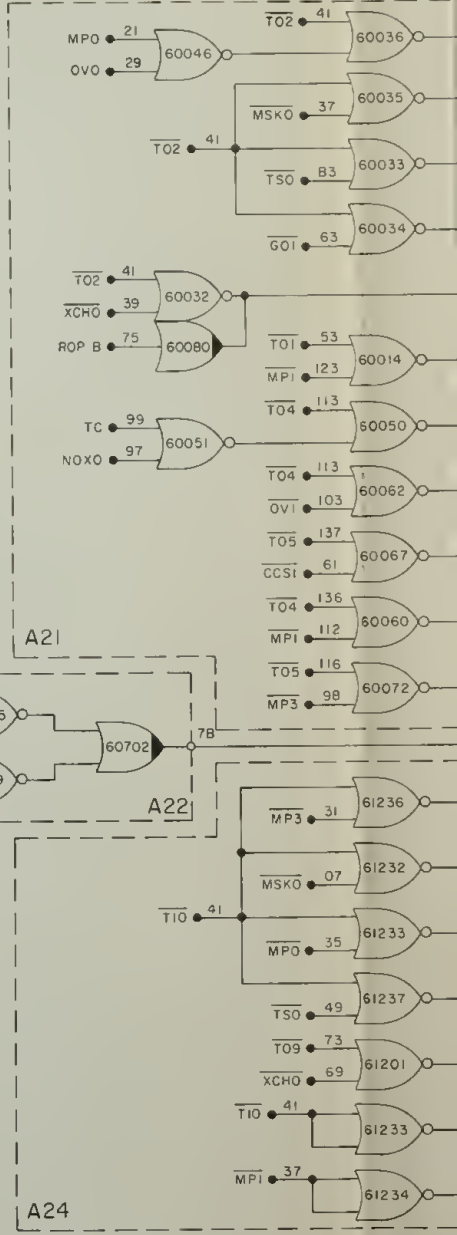 T02 41
60036
MP0 21
OV0 29
60046
60035
MSK0 37
T02 41
60033
TS0 B3
60034
G01 63
T02 41
XCH0 39
60032
RQP B 75
60080
T01 53
MP1 123
60014
T04 113
TC 99
NOX0 97
60051
60050
T04 113
OV1 103
60062
T05 137
CCS1 61
60067
T04 136
MP1 112
60060
A21
T05 116
MP3 98
60072
60702
7B
A22
61236
MP3 31
61232
MSK0 07
T10 41
61233
MP0 35
61237
TS0 49
T09 73
XCH0 69
61201
T10 41
61233
MP1 37
61234
A24